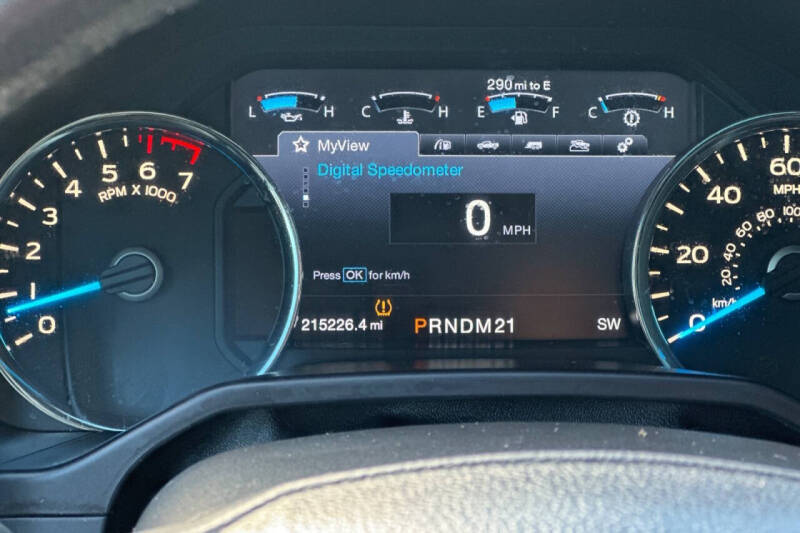 290 mi to E
L H C H E F C H
MyView
Digital Speedometer
0 MPH
Press OK for km/h
215226.4 mi PRNDM21 SW
0 1 2 3 4 5 6 7
RPM X 1000
0 20 40 60
MPH
20 40 60 80 100
km/h
0